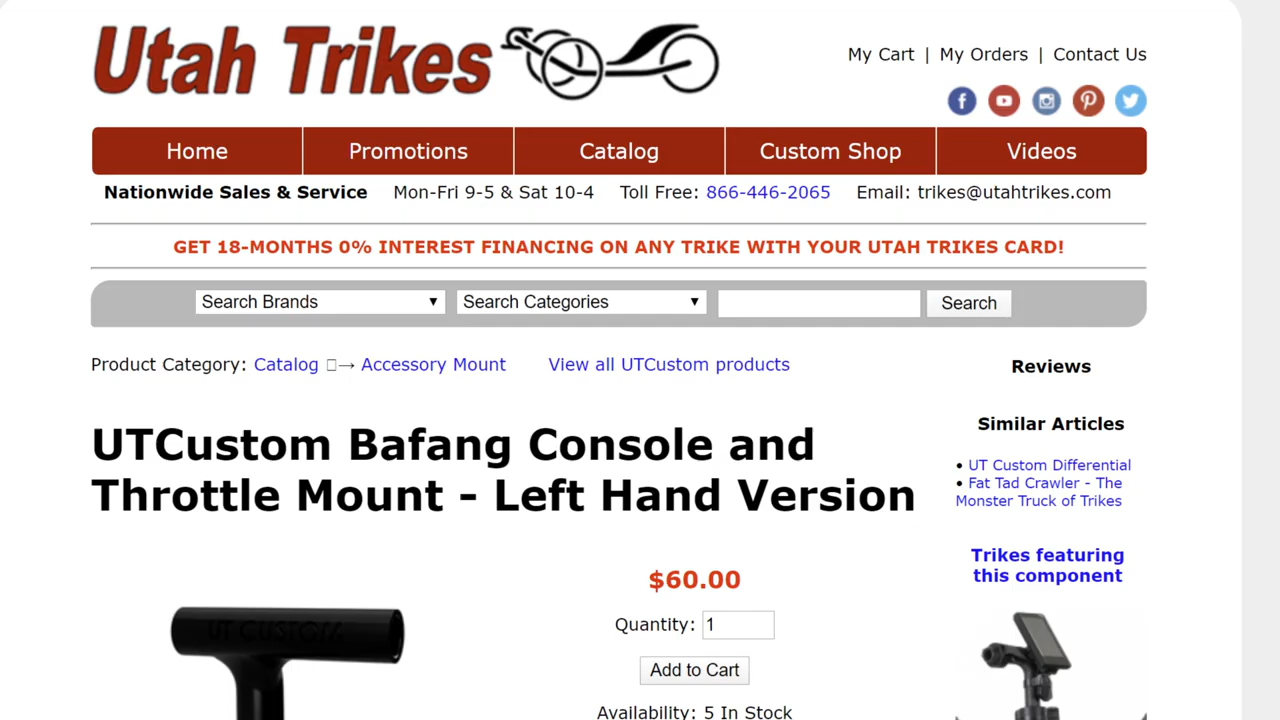 Utah Trikes
My Cart | My Orders | Contact Us
Home Promotions Catalog Custom Shop Videos
Nationwide Sales & Service Mon-Fri 9-5 & Sat 10-4 Toll Free: 866-446-2065 Email: trikes@utahtrikes.com
GET 18-MONTHS 0% INTEREST FINANCING ON ANY TRIKE WITH YOUR UTAH TRIKES CARD!
Search Brands Search Categories Search
Product Category: Catalog → Accessory Mount View all UTCustom products
UTCustom Bafang Console and
Throttle Mount - Left Hand Version
$60.00
Quantity: 1
Add to Cart
Availability: 5 In Stock
UT CUSTOM
Reviews
Similar Articles
• UT Custom Differential
• Fat Tad Crawler - The
Monster Truck of Trikes
Trikes featuring
this component